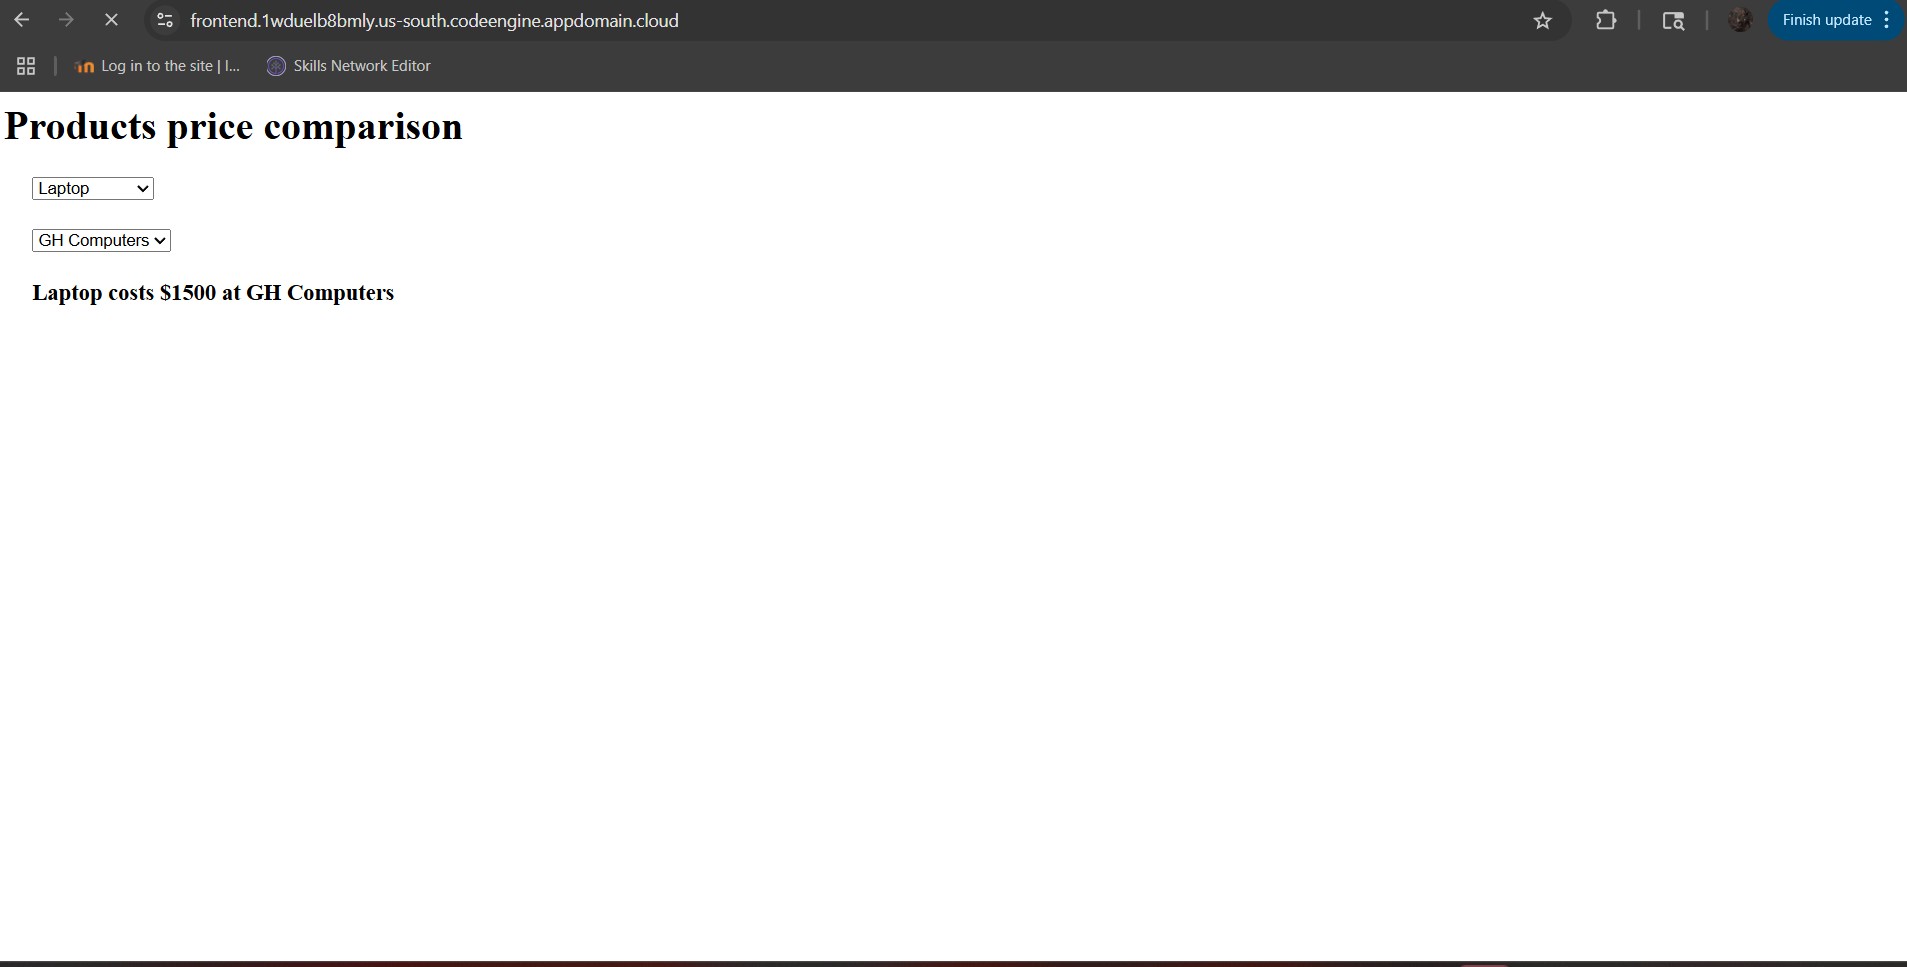 frontend.1wduelb8bmly.us-south.codeengine.appdomain.cloud
Finish update
Log in to the site | I...
Skills Network Editor
Products price comparison
Laptop
GH Computers
Laptop costs $1500 at GH Computers